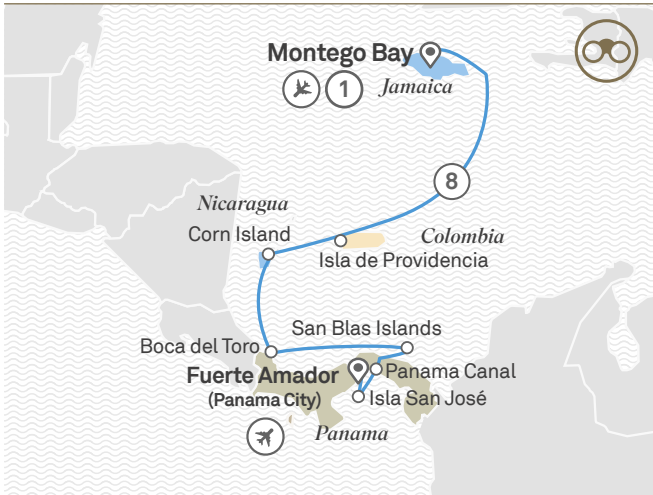 Montego Bay
1
Jamaica
8
Nicaragua
Corn Island
Colombia
Isla de Providencia
San Blas Islands
Boca del Toro
Fuerte Amador
(Panama City)
Panama Canal
Isla San José
Panama